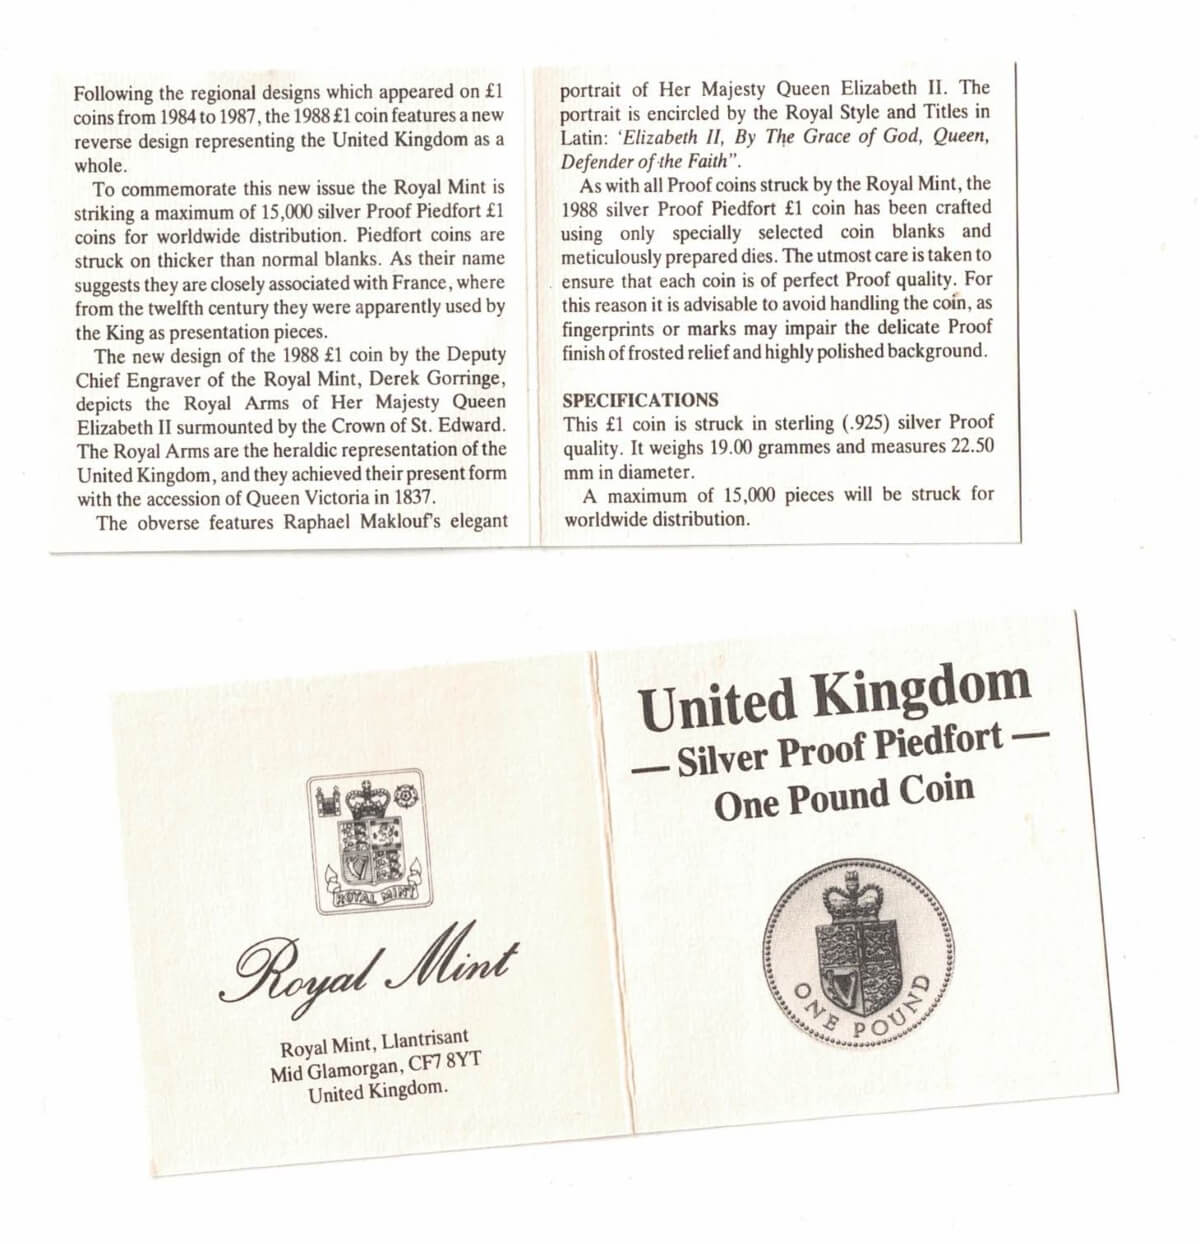 Following the regional designs which appeared on £1
coins from 1984 to 1987, the 1988 £1 coin features a new
reverse design representing the United Kingdom as a
whole.
To commemorate this new issue the Royal Mint is
striking a maximum of 15,000 silver Proof Piedfort £1
coins for worldwide distribution. Piedfort coins are
struck on thicker than normal blanks. As their name
suggests they are closely associated with France, where
from the twelfth century they were apparently used by
the King as presentation pieces.
The new design of the 1988 £1 coin by the Deputy
Chief Engraver of the Royal Mint, Derek Gorringe,
depicts the Royal Arms of Her Majesty Queen
Elizabeth II surmounted by the Crown of St. Edward.
The Royal Arms are the heraldic representation of the
United Kingdom, and they achieved their present form
with the accession of Queen Victoria in 1837.
The obverse features Raphael Maklouf's elegant
portrait of Her Majesty Queen Elizabeth II. The
portrait is encircled by the Royal Style and Titles in
Latin: 'Elizabeth II, By The Grace of God, Queen,
Defender of the Faith".
As with all Proof coins struck by the Royal Mint, the
1988 silver Proof Piedfort £1 coin has been crafted
using only specially selected coin blanks and
meticulously prepared dies. The utmost care is taken to
ensure that each coin is of perfect Proof quality. For
this reason it is advisable to avoid handling the coin, as
fingerprints or marks may impair the delicate Proof
finish of frosted relief and highly polished background.
SPECIFICATIONS
This £1 coin is struck in sterling (.925) silver Proof
quality. It weighs 19.00 grammes and measures 22.50
mm in diameter.
A maximum of 15,000 pieces will be struck for
worldwide distribution.
ROYAL MINT
Royal Mint
Royal Mint, Llantrisant
Mid Glamorgan, CF7 8YT
United Kingdom.
United Kingdom
— Silver Proof Piedfort —
One Pound Coin
ONE POUND